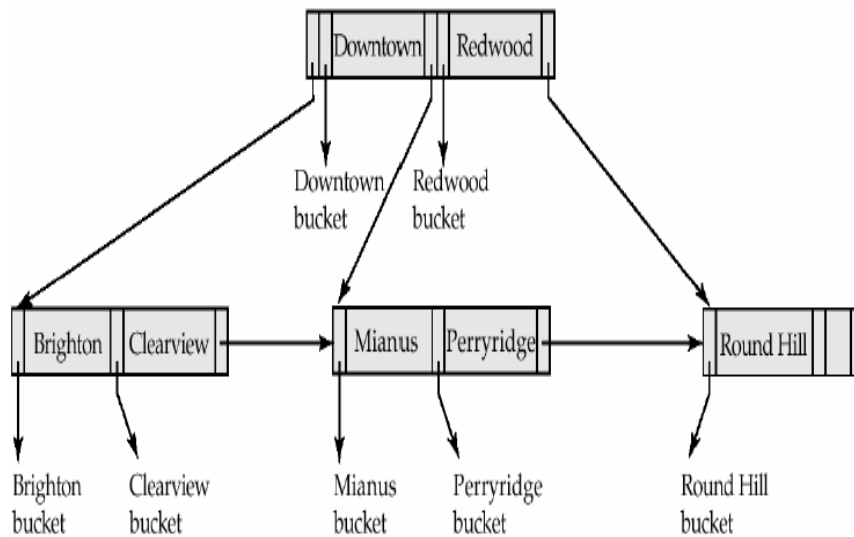 Downtown Redwood
Downtown
bucket
Redwood
bucket
Brighton Clearview
Mianus Perryridge
Round Hill
Brighton
bucket
Clearview
bucket
Mianus
bucket
Perryridge
bucket
Round Hill
bucket